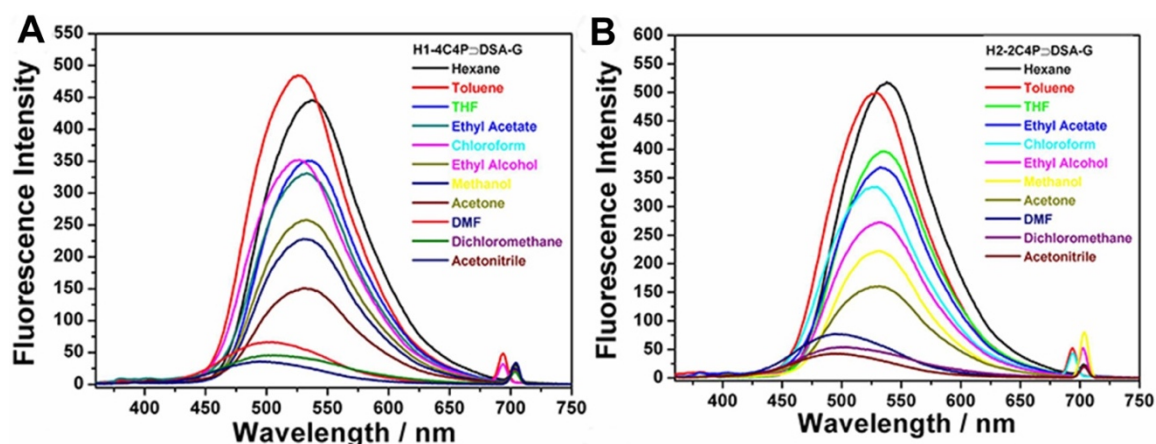 A
H1-4C4P⊃DSA-G
Hexane
Toluene
THF
Ethyl Acetate
Chloroform
Ethyl Alcohol
Methanol
Acetone
DMF
Dichloromethane
Acetonitrile
Fluorescence Intensity
550
500
450
400
350
300
250
200
150
100
50
0
400 450 500 550 600 650 700 750
Wavelength / nm
B
H2-2C4P⊃DSA-G
Hexane
Toluene
THF
Ethyl Acetate
Chloroform
Ethyl Alcohol
Methanol
Acetone
DMF
Dichloromethane
Acetonitrile
Fluorescence Intensity
600
550
500
450
400
350
300
250
200
150
100
50
0
400 450 500 550 600 650 700 750
Wavelength / nm